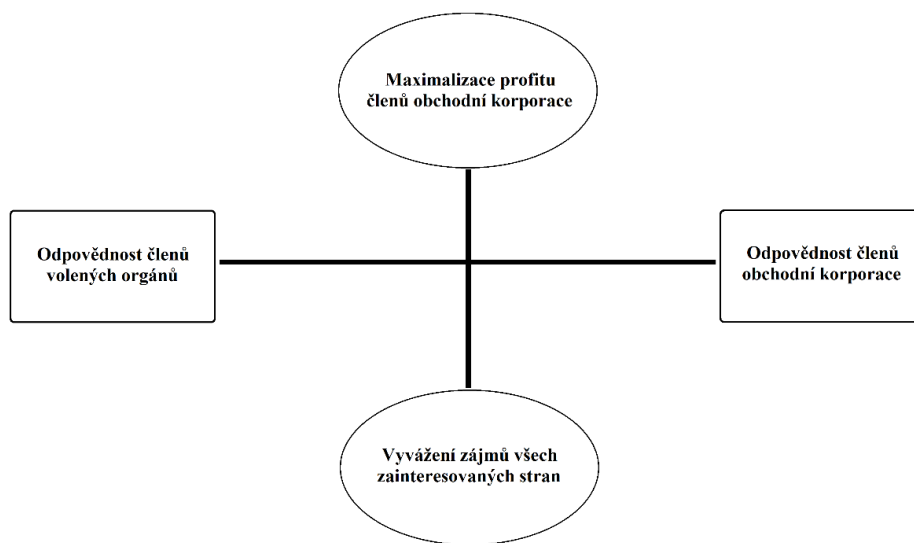 Maximalizace profitu
členů obchodní korporace
Odpovědnost členů
volených orgánů
Odpovědnost členů
obchodní korporace
Vyvážení zájmů všech
zainteresovaných stran